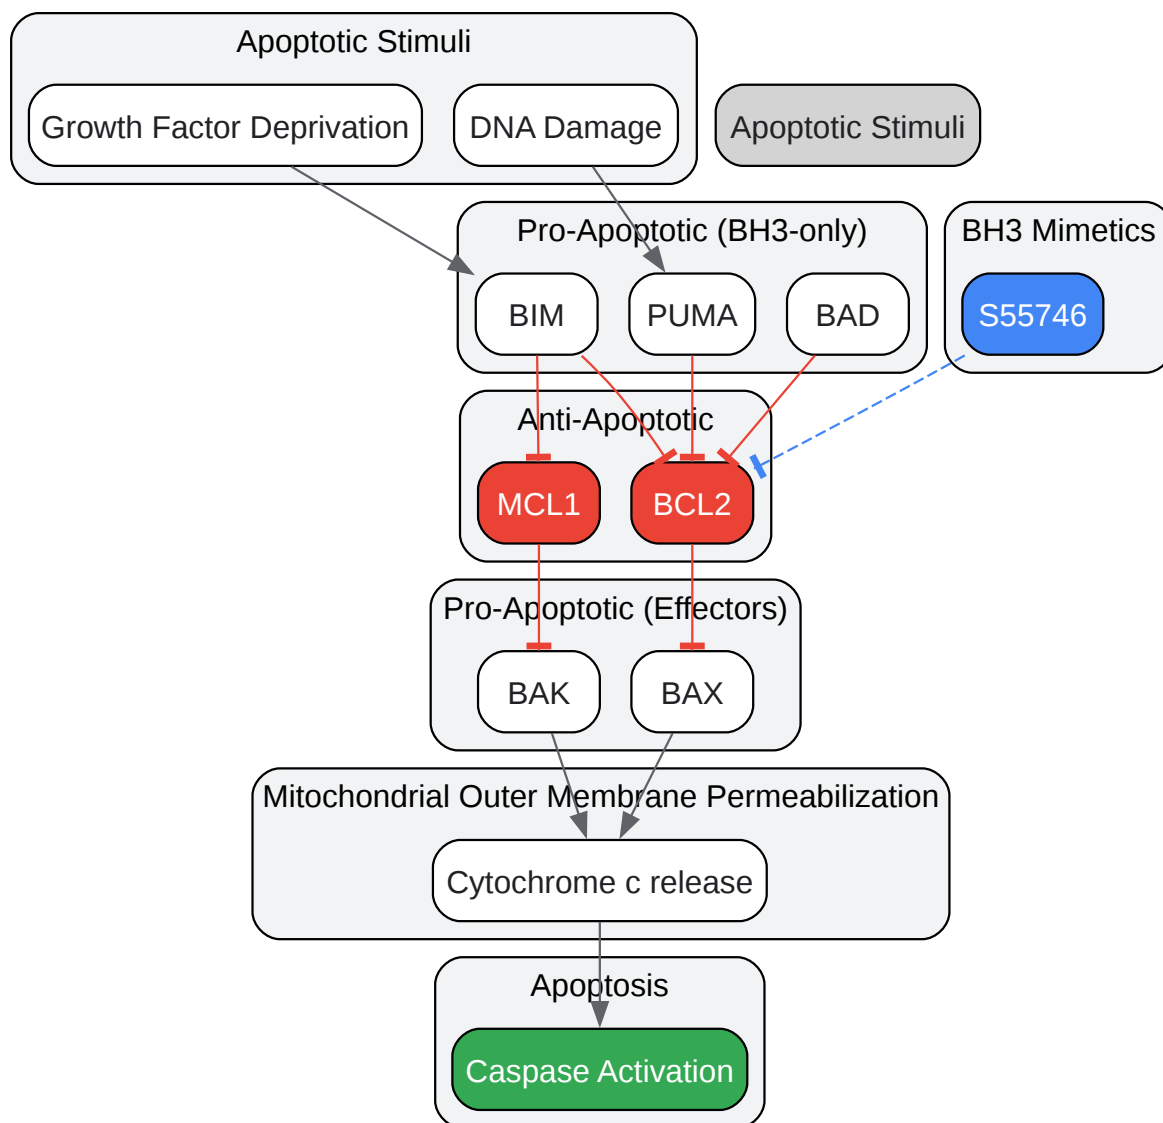 Apoptotic Stimuli
Growth Factor Deprivation
DNA Damage
Apoptotic Stimuli
Pro-Apoptotic (BH3-only)
BH3 Mimetics
BIM
PUMA
BAD
S55746
Anti-Apoptotic
MCL1
BCL2
Pro-Apoptotic (Effectors)
BAK
BAX
Mitochondrial Outer Membrane Permeabilization
Cytochrome c release
Apoptosis
Caspase Activation